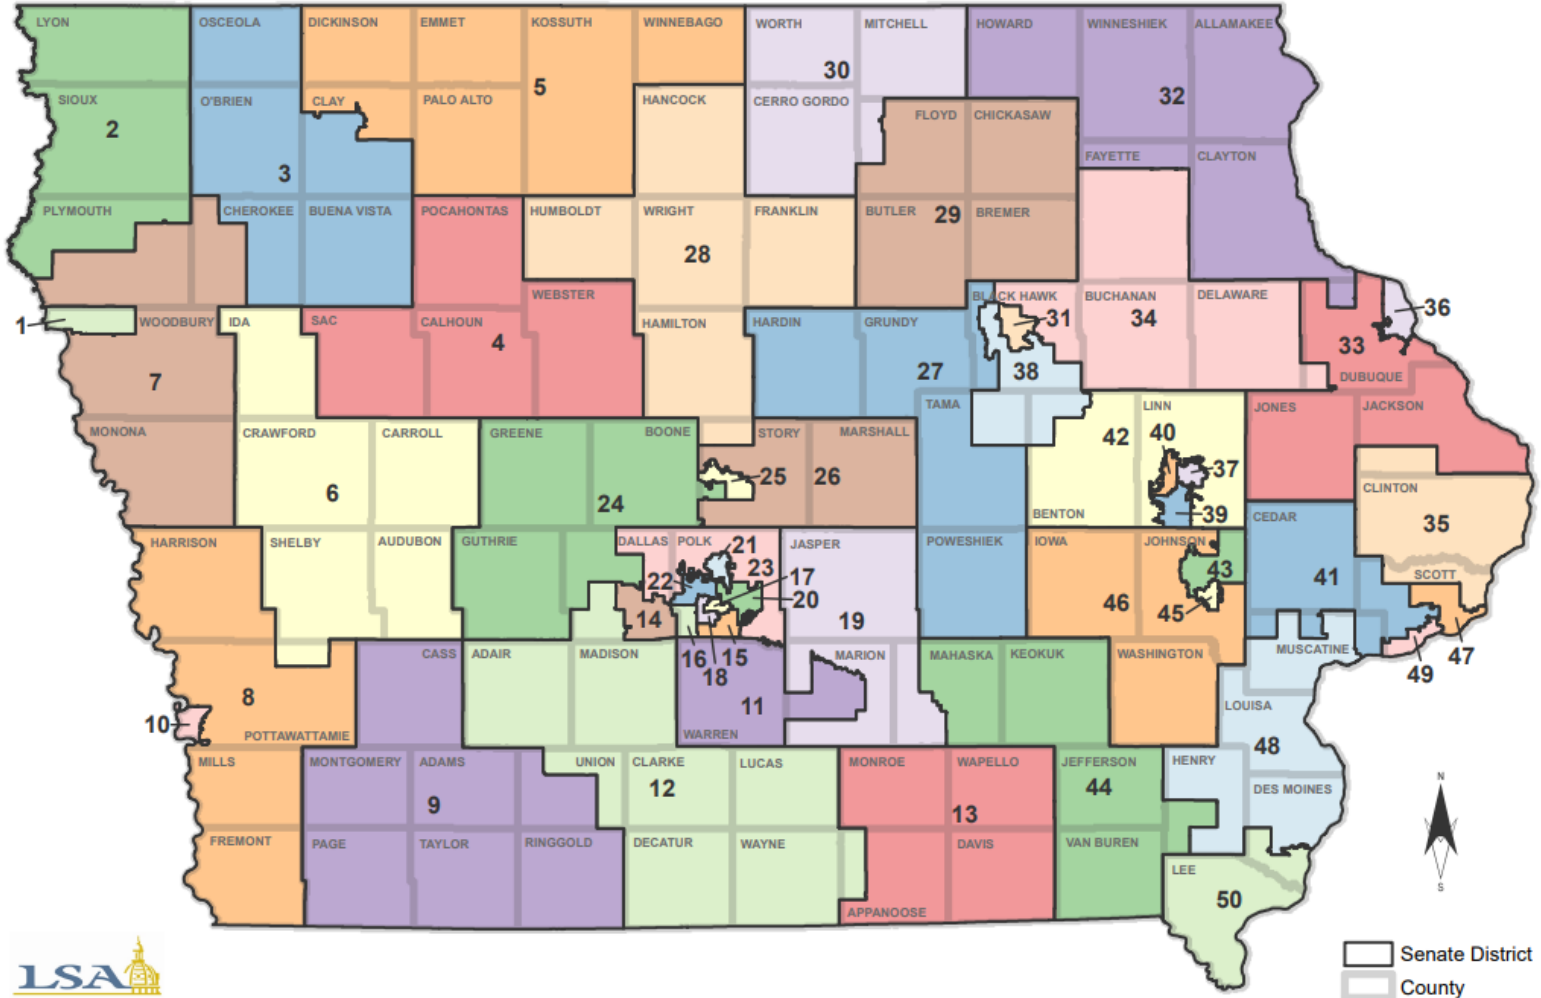 LYON OSCEOLA DICKINSON EMMET KOSSUTH WINNEBAGO WORTH MITCHELL HOWARD WINNESHIEK ALLAMAKEE
30
5
32
SIOUX O'BRIEN CLAY PALO ALTO HANCOCK CERRO GORDO FLOYD CHICKASAW
2
3
FAYETTE CLAYTON
PLYMOUTH CHEROKEE BUENA VISTA POCAHONTAS HUMBOLDT WRIGHT FRANKLIN BUTLER 29 BREMER
28
WEBSTER BLACK HAWK BUCHANAN DELAWARE
36
1 WOODBURY IDA SAC CALHOUN HAMILTON HARDIN GRUNDY 31 34
4 33
7 27 38 DUBUQUE
TAMA LINN JONES JACKSON
MONONA CRAWFORD CARROLL GREENE BOONE STORY MARSHALL 42 40
25 26 37
6 24 CLINTON
BENTON 39 CEDAR 35
HARRISON SHELBY AUDUBON GUTHRIE DALLAS POLK 21 JASPER POWESHIEK IOWA JOHNSON
22 23 17 43 41 SCOTT
20
14 19 46 45
16 15 MUSCATINE 47
CASS ADAIR MADISON 18 MARION MAHASKA KEOKUK WASHINGTON 49
8
11 LOUISA
10 POTTAWATTAMIE WARREN
48
MILLS MONTGOMERY ADAMS UNION CLARKE LUCAS MONROE WAPELLO JEFFERSON HENRY
N
9 12 44 DES MOINES
13
FREMONT PAGE TAYLOR RINGGOLD DECATUR WAYNE DAVIS VAN BUREN
LEE
S
50
APPANOOSE
LSA
Senate District
County